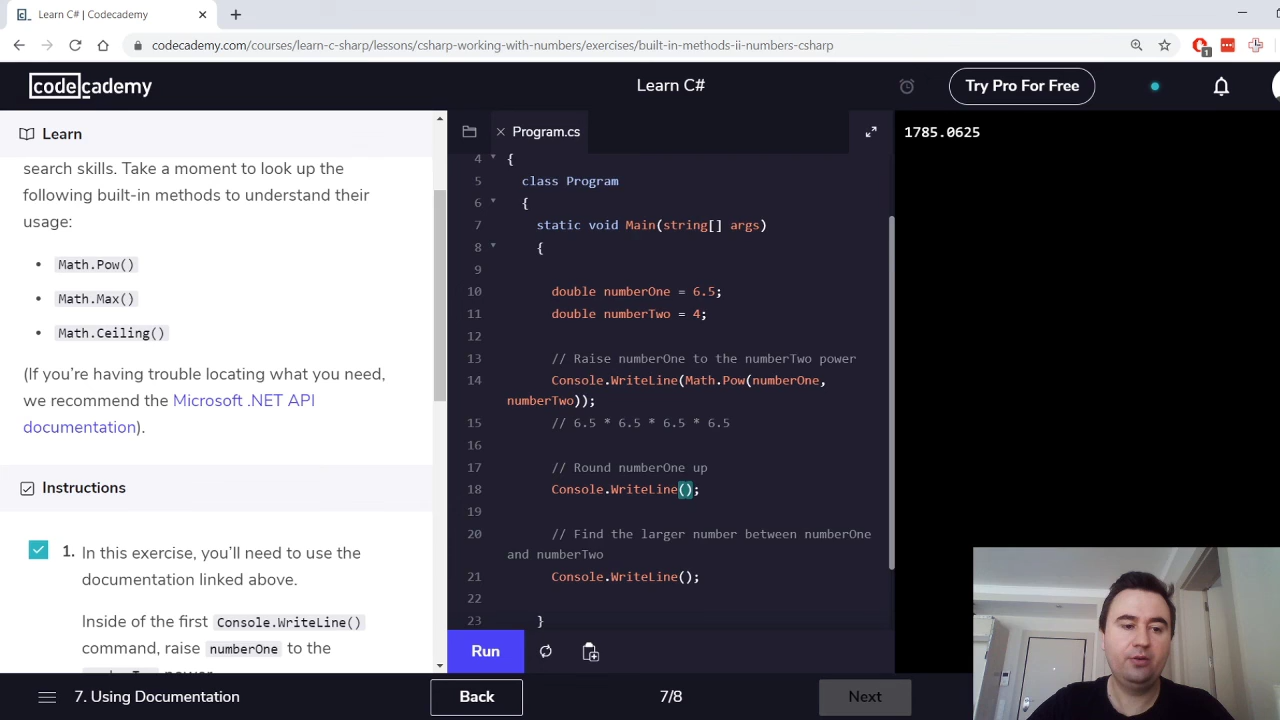 Learn C# | Codecademy
codecademy.com/courses/learn-c-sharp/lessons/csharp-working-with-numbers/exercises/built-in-methods-ii-numbers-csharp
1
codecademy
Learn C#
Try Pro For Free
Learn
search skills. Take a moment to look up the
following built-in methods to understand their
usage:
• Math.Pow()
• Math.Max()
• Math.Ceiling()
(If you're having trouble locating what you need,
we recommend the Microsoft .NET API
documentation).
Instructions
1. In this exercise, you'll need to use the
documentation linked above.
Inside of the first Console.WriteLine()
command, raise numberOne to the
Program.cs
4 {
5 class Program
6 {
7 static void Main(string[] args)
8 {
9
10 double numberOne = 6.5;
11 double numberTwo = 4;
12
13 // Raise numberOne to the numberTwo power
14 Console.WriteLine(Math.Pow(numberOne,
numberTwo));
15 // 6.5 * 6.5 * 6.5 * 6.5
16
17 // Round numberOne up
18 Console.WriteLine();
19
20 // Find the larger number between numberOne
and numberTwo
21 Console.WriteLine();
22
23 }
Run
1785.0625
7. Using Documentation
Back
7/8
Next